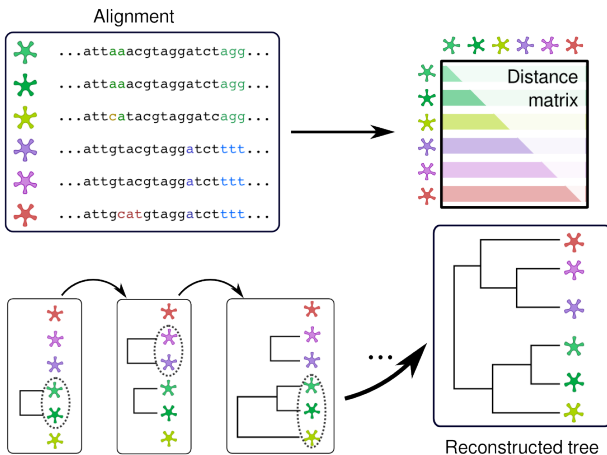 Alignment
...attaaacgtaggatctagg...
...attaaacgtaggatctagg...
...attcatacgtaggatcagg...
...attgtacgtaggatctttt...
...attgtacgtaggatctttt...
...attgcatgtaggatctttt...
Distance
matrix
...
Reconstructed tree